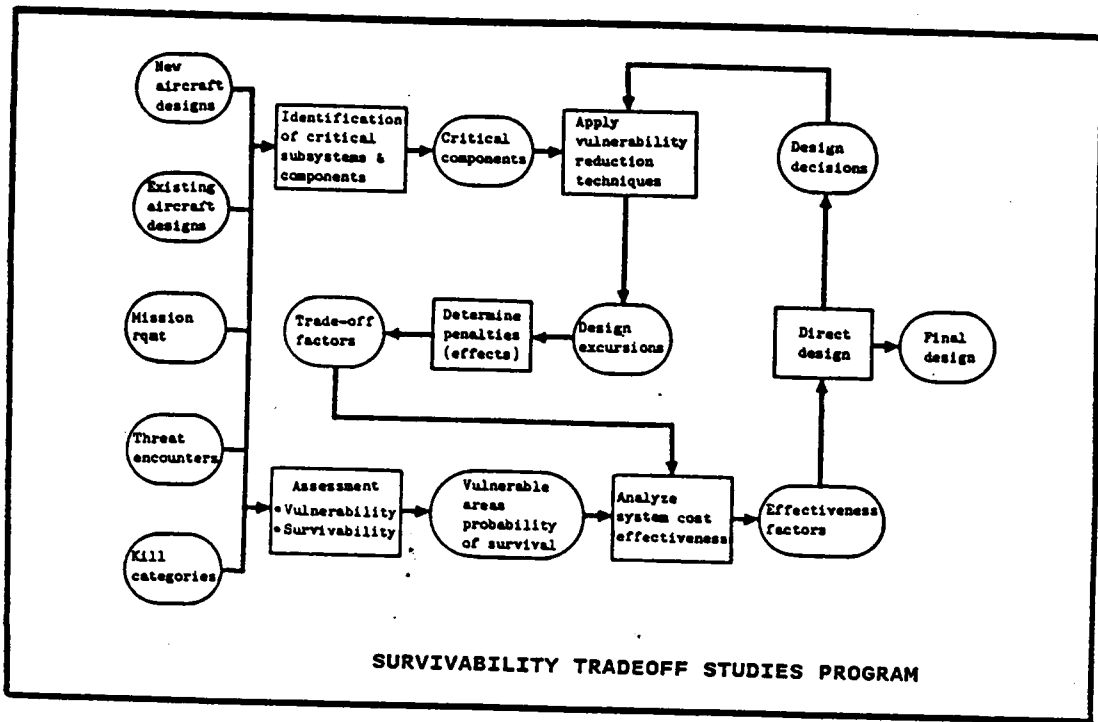 New
aircraft
designs
Identification
of critical
subsystems &
components
Critical
components
Apply
vulnerability
reduction
techniques
Design
decisions
Existing
aircraft
designs
Mission
rqmt
Trade-off
factors
Determine
penalties
(effects)
Design
excursions
Direct
design
Final
design
Threat
encounters
Assessment
• Vulnerability
• Survivability
Vulnerable
areas
probability
of survival
Analyze
system cost
effectiveness
Effectiveness
factors
Kill
categories
SURVIVABILITY TRADEOFF STUDIES PROGRAM